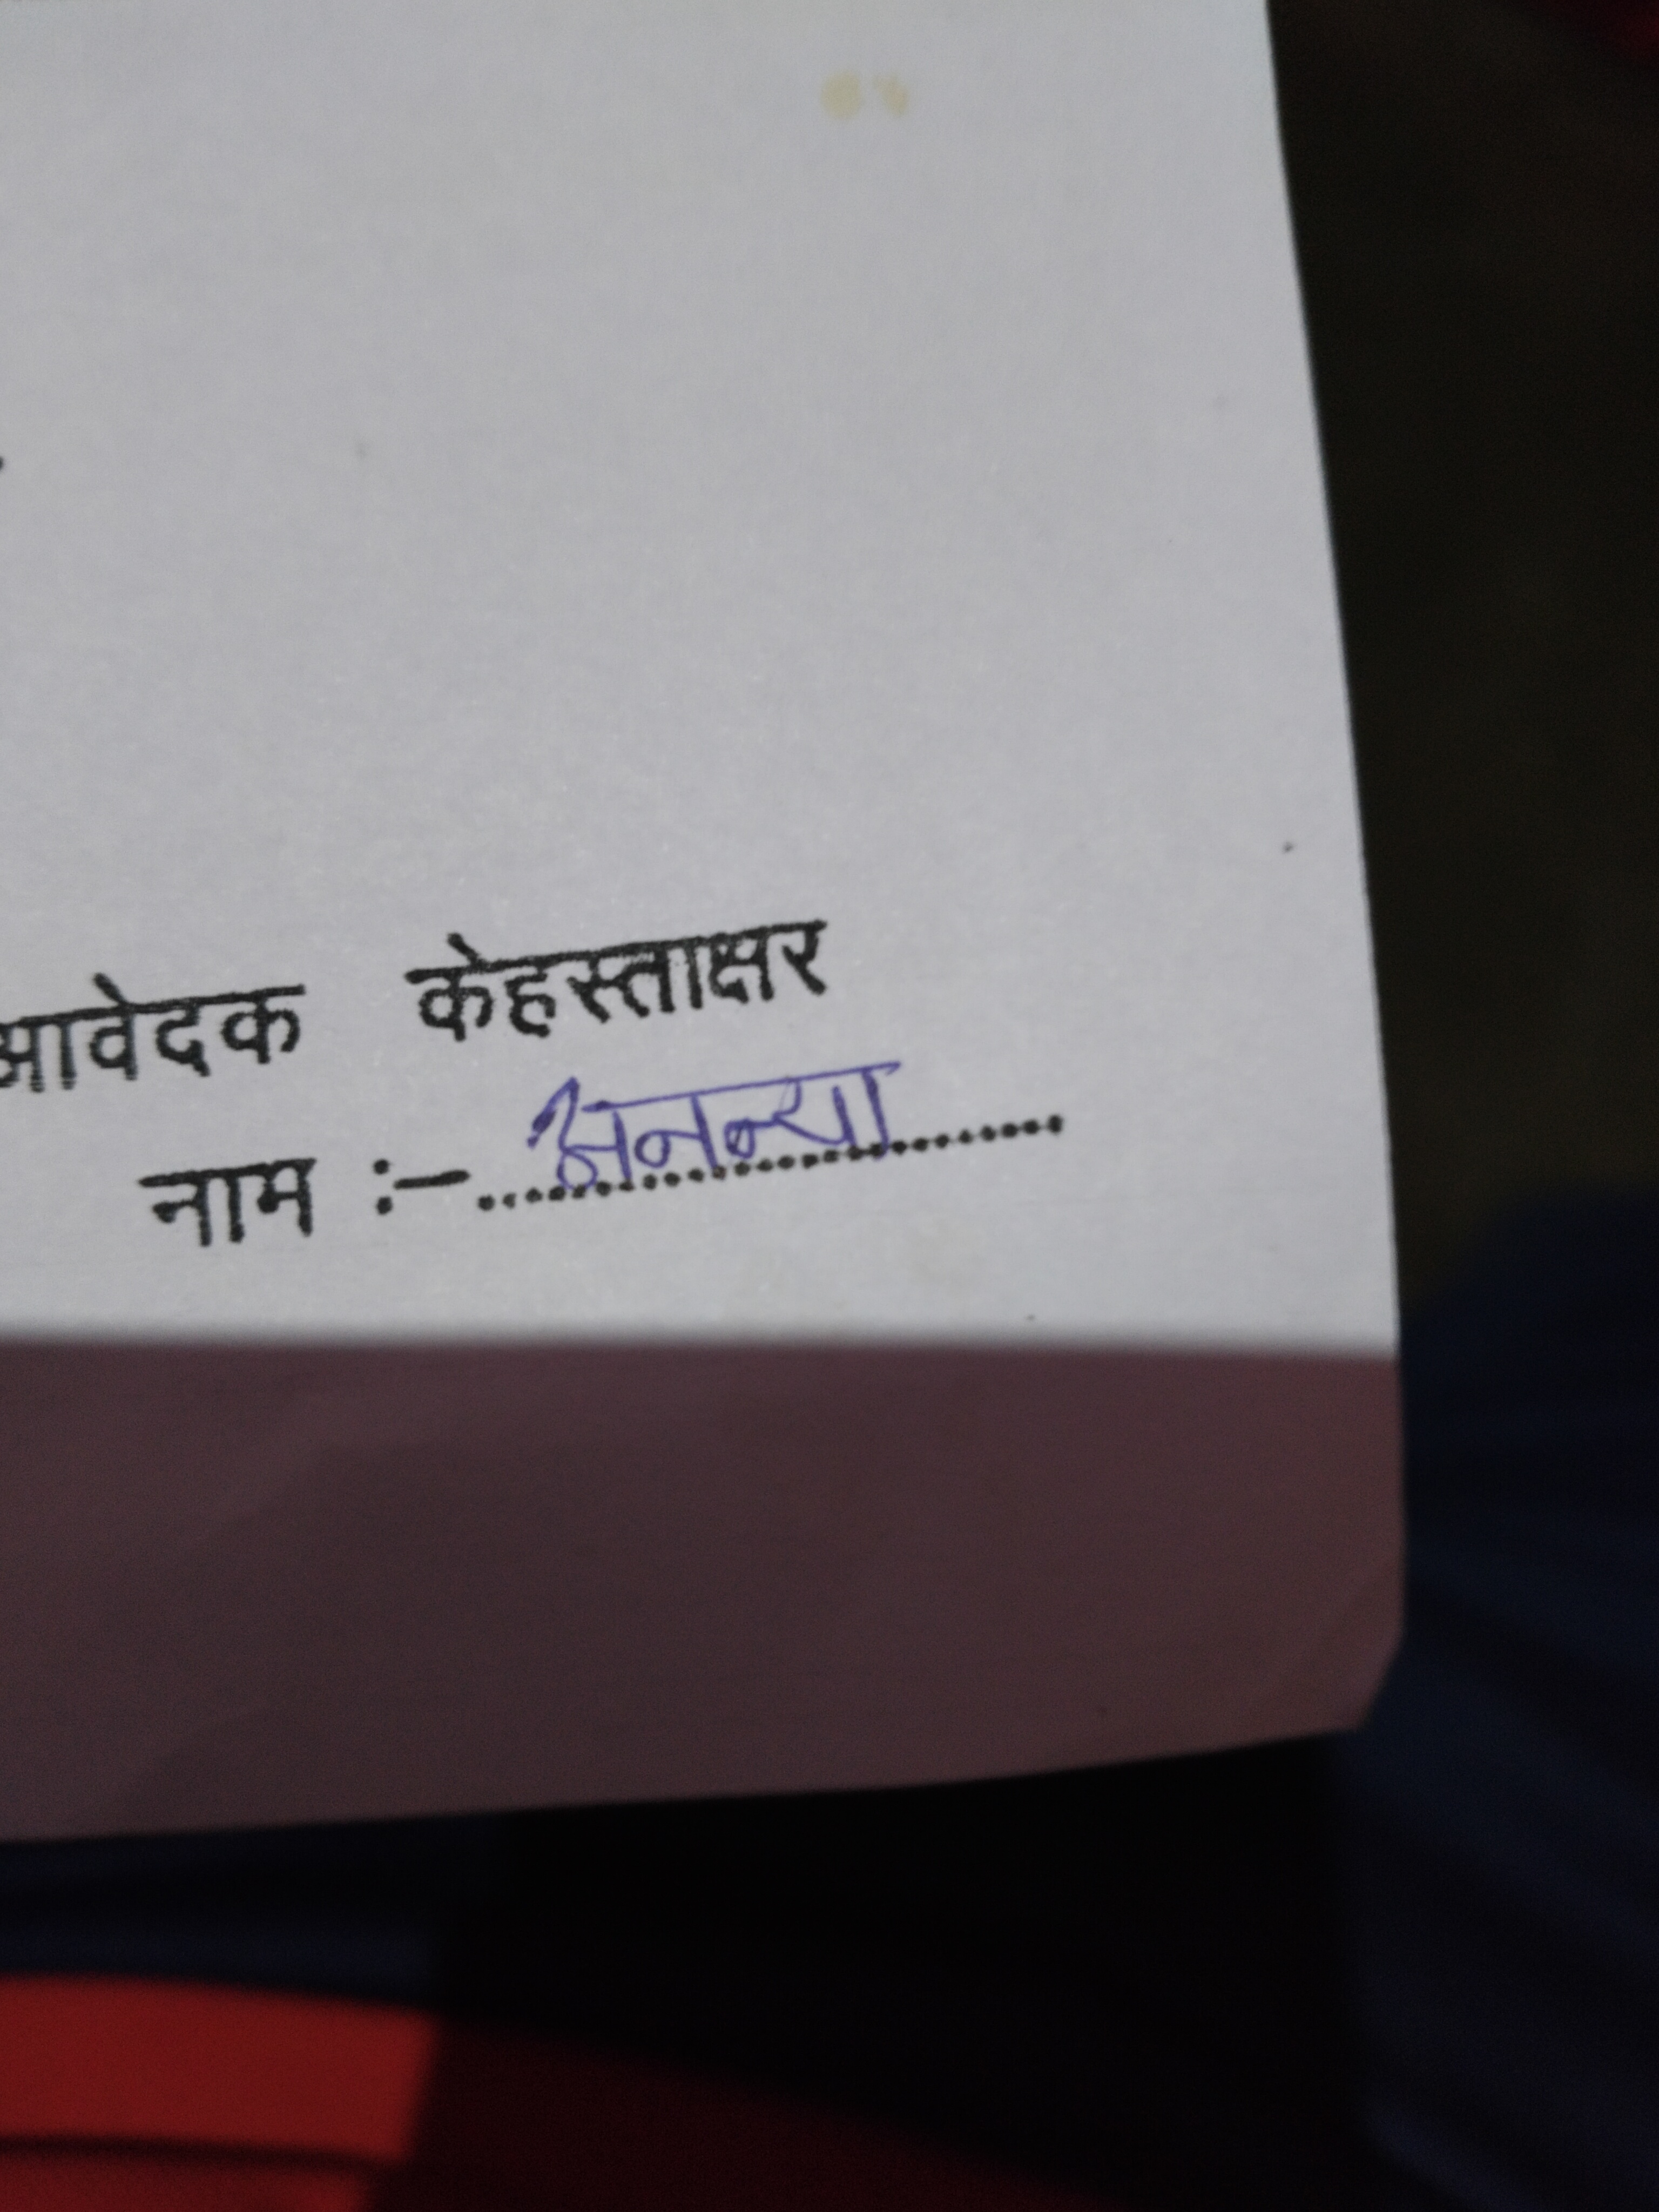 आवेदक केहस्ताक्षर
नाम :–..अनन्या..........